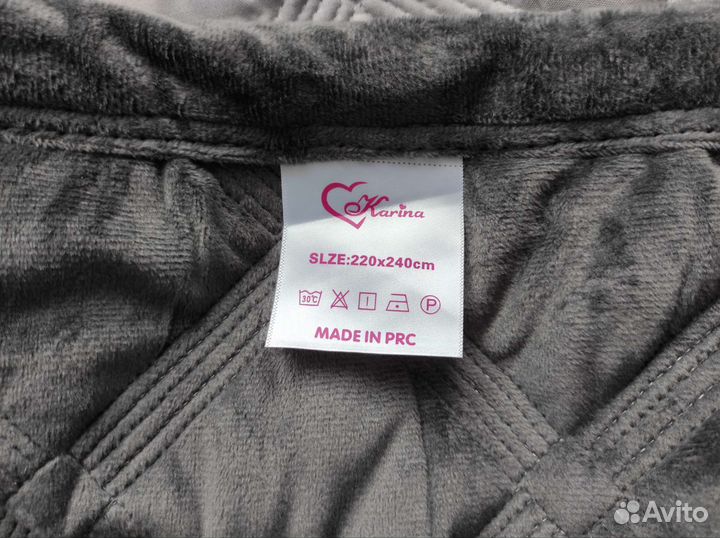 Karina
SLZE:220x240cm
30°C P
MADE IN PRC
Avito